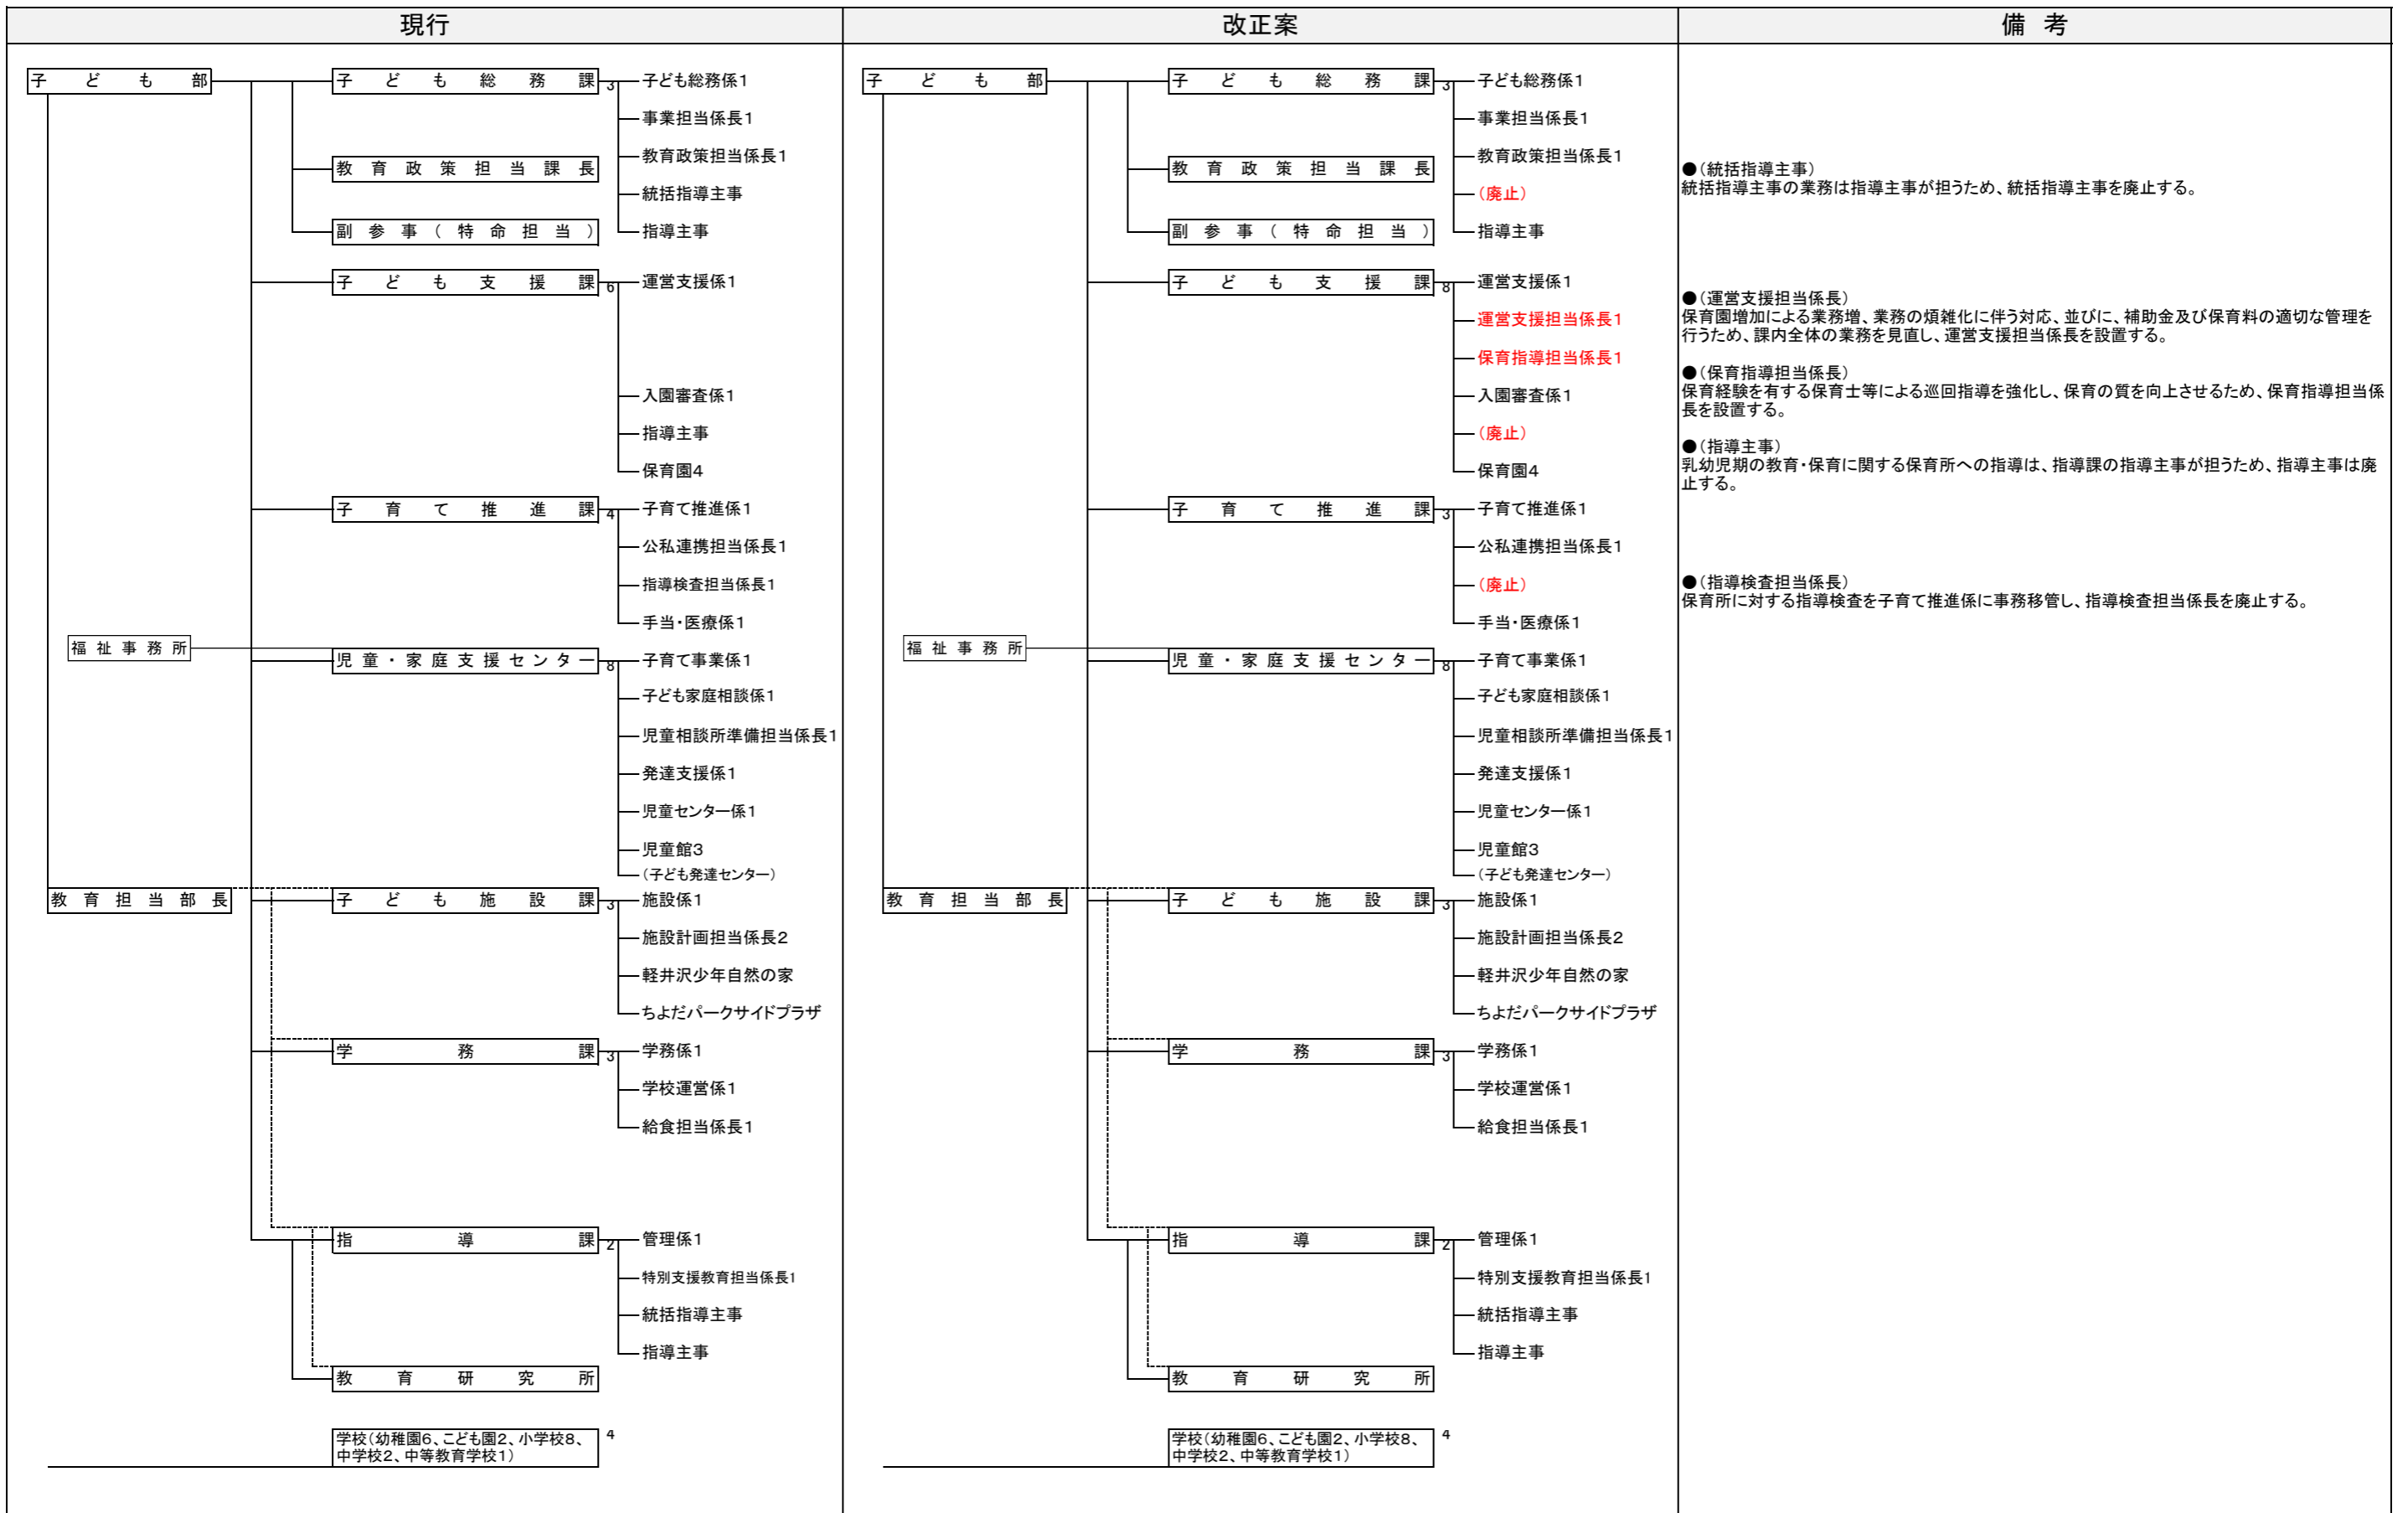 現行
子ども部
子ども総務課 3
子ども総務係1
事業担当係長1
教育政策担当係長1
教育政策担当課長
統括指導主事
副参事(特命担当)
指導主事
子ども支援課 6
運営支援係1
入園審査係1
指導主事
保育園4
子育て推進課 4
子育て推進係1
公私連携担当係長1
指導検査担当係長1
手当・医療係1
福祉事務所
児童・家庭支援センター 8
子育て事業係1
子ども家庭相談係1
児童相談所準備担当係長1
発達支援係1
児童センター係1
児童館3
(子ども発達センター)
教育担当部長
子ども施設課 3
施設係1
施設計画担当係長2
軽井沢少年自然の家
ちよだパークサイドプラザ
学務課 3
学務係1
学校運営係1
給食担当係長1
指導課 2
管理係1
特別支援教育担当係長1
統括指導主事
指導主事
教育研究所
学校(幼稚園6、こども園2、小学校8、 4
中学校2、中等教育学校1)
改正案
子ども部
子ども総務課 3
子ども総務係1
事業担当係長1
教育政策担当係長1
教育政策担当課長
(廃止)
副参事(特命担当)
指導主事
子ども支援課 8
運営支援係1
運営支援担当係長1
保育指導担当係長1
入園審査係1
(廃止)
保育園4
子育て推進課 3
子育て推進係1
公私連携担当係長1
(廃止)
手当・医療係1
福祉事務所
児童・家庭支援センター 8
子育て事業係1
子ども家庭相談係1
児童相談所準備担当係長1
発達支援係1
児童センター係1
児童館3
(子ども発達センター)
教育担当部長
子ども施設課 3
施設係1
施設計画担当係長2
軽井沢少年自然の家
ちよだパークサイドプラザ
学務課 3
学務係1
学校運営係1
給食担当係長1
指導課 2
管理係1
特別支援教育担当係長1
統括指導主事
指導主事
教育研究所
学校(幼稚園6、こども園2、小学校8、 4
中学校2、中等教育学校1)
備 考
●(統括指導主事)
統括指導主事の業務は指導主事が担うため、統括指導主事を廃止する。
●(運営支援担当係長)
保育園増加による業務増、業務の煩雑化に伴う対応、並びに、補助金及び保育料の適切な管理を
行うため、課内全体の業務を見直し、運営支援担当係長を設置する。
●(保育指導担当係長)
保育経験を有する保育士等による巡回指導を強化し、保育の質を向上させるため、保育指導担当係
長を設置する。
●(指導主事)
乳幼児期の教育・保育に関する保育所への指導は、指導課の指導主事が担うため、指導主事は廃
止する。
●(指導検査担当係長)
保育所に対する指導検査を子育て推進係に事務移管し、指導検査担当係長を廃止する。